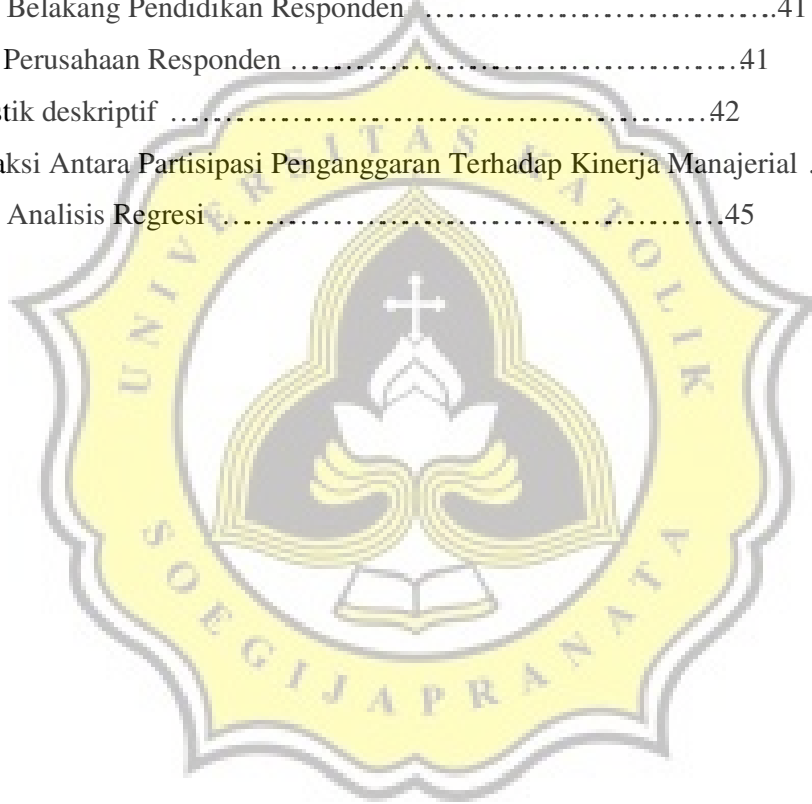 Belakang Pendidikan Responden ……………………………….41
Perusahaan Responden ……………………………………41
stik deskriptif ……………………………………………42
aksi Antara Partisipasi Penganggaran Terhadap Kinerja Manajerial .
Analisis Regresi …………………………………………45
UNIVERSITAS KATOLIK
SOEGIJAPRANATA